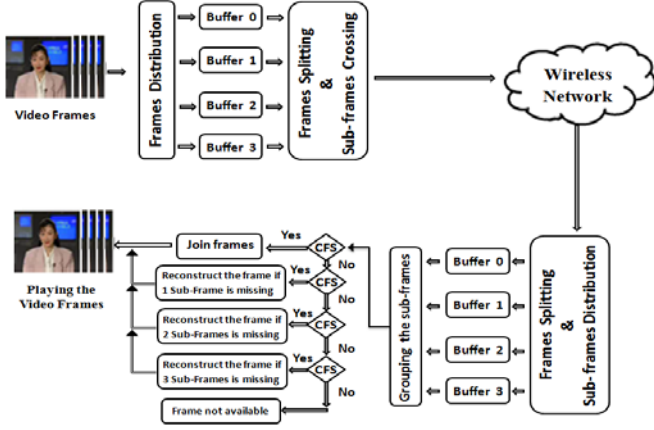 Video Frames
Frames Distribution
Buffer 0
Buffer 1
Buffer 2
Buffer 3
Frames Splitting
&
Sub-frames Crossing
Wireless
Network
Frames Splitting
&
Sub- frames Distribution
Buffer 0
Buffer 1
Buffer 2
Buffer 3
Grouping the sub-frames
CFS
Yes
No
Join frames
CFS
Yes
No
Reconstruct the frame if
1 Sub-Frame is missing
CFS
Yes
No
Reconstruct the frame if
2 Sub-Frames is missing
CFS
Yes
No
Reconstruct the frame if
3 Sub-Frames is missing
Frame not available
Playing the
Video Frames